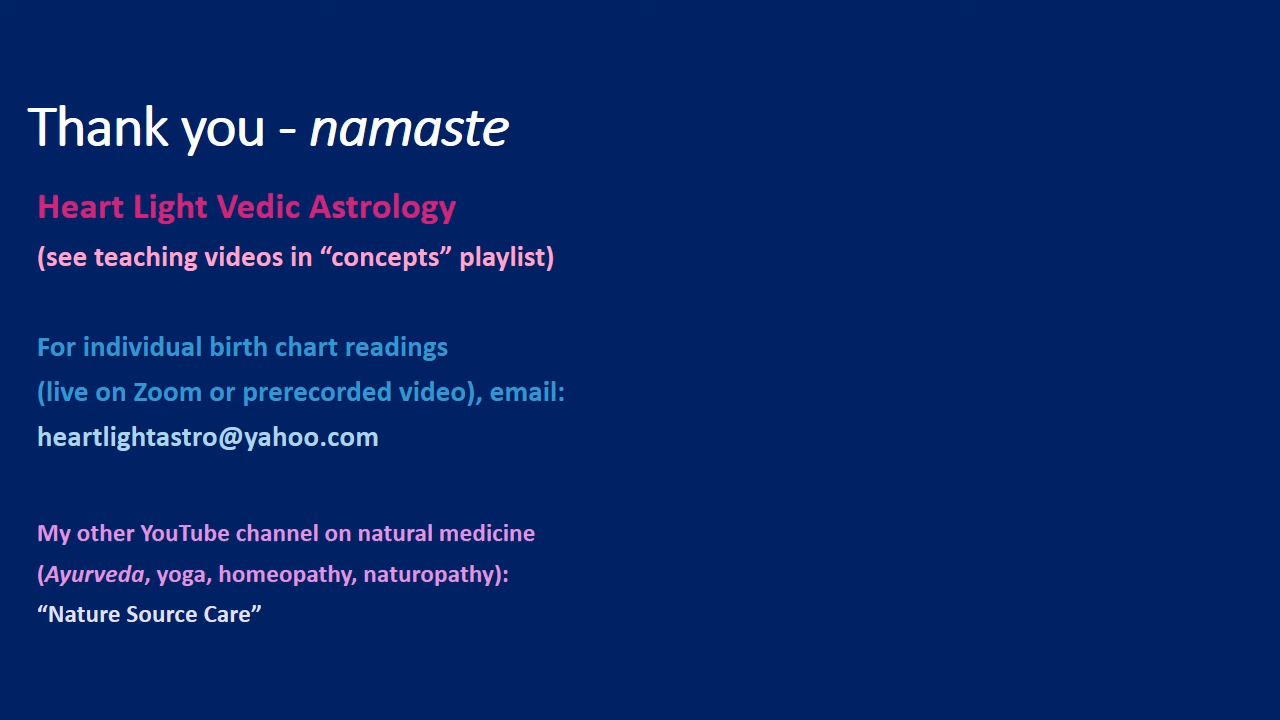 Thank you - namaste
Heart Light Vedic Astrology
(see teaching videos in “concepts” playlist)
For individual birth chart readings
(live on Zoom or prerecorded video), email:
heartlightastro@yahoo.com
My other YouTube channel on natural medicine
(Ayurveda, yoga, homeopathy, naturopathy):
“Nature Source Care”